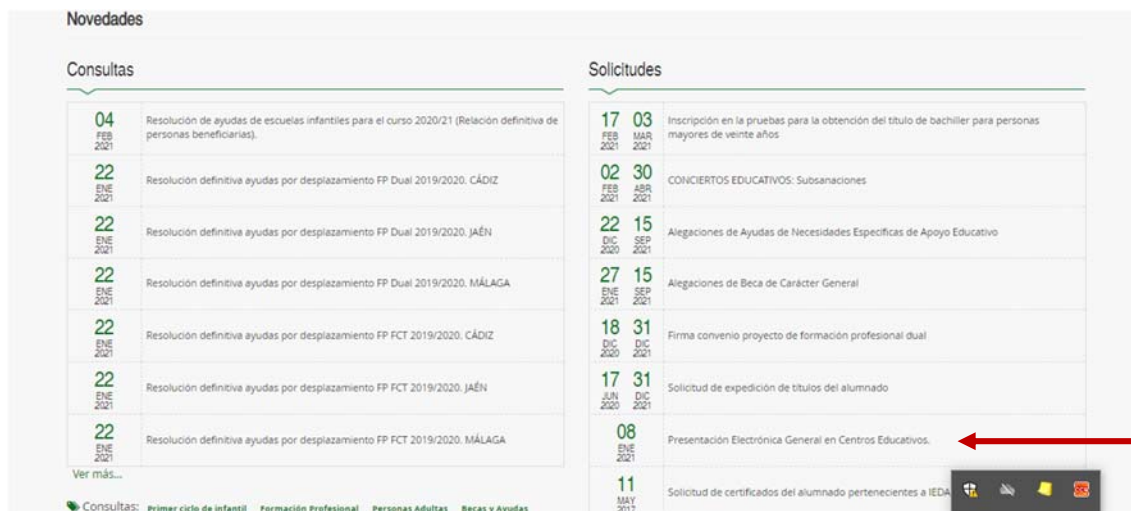 Novedades
Consultas
04
FEB
2021
Resolución de ayudas de escuelas infantiles para el curso 2020/21 (Relación definitiva de
personas beneficiarias).
22
ENE
2021
Resolución definitiva ayudas por desplazamiento FP Dual 2019/2020. CÁDIZ
22
ENE
2021
Resolución definitiva ayudas por desplazamiento FP Dual 2019/2020. JAÉN
22
ENE
2021
Resolución definitiva ayudas por desplazamiento FP Dual 2019/2020. MÁLAGA
22
ENE
2021
Resolución definitiva ayudas por desplazamiento FP FCT 2019/2020. CÁDIZ
22
ENE
2021
Resolución definitiva ayudas por desplazamiento FP FCT 2019/2020. JAÉN
22
ENE
2021
Resolución definitiva ayudas por desplazamiento FP FCT 2019/2020. MÁLAGA
Ver más...
Consultas: Primer ciclo de infantil Formación Profesional Personas Adultas Becas y Ayudas
Solicitudes
17 03
FEB MAR
2021 2021
Inscripción en la pruebas para la obtención del título de bachiller para personas
mayores de veinte años
02 30
FEB ABR
2021 2021
CONCIERTOS EDUCATIVOS: Subsanaciones
22 15
DIC SEP
2020 2021
Alegaciones de Ayudas de Necesidades Específicas de Apoyo Educativo
27 15
ENE SEP
2021 2021
Alegaciones de Beca de Carácter General
18 31
DIC DIC
2020 2021
Firma convenio proyecto de formación profesional dual
17 31
JUN DIC
2020 2021
Solicitud de expedición de títulos del alumnado
08
ENE
2021
Presentación Electrónica General en Centros Educativos.
11
MAY
2017
Solicitud de certificados del alumnado pertenecientes a IEDA